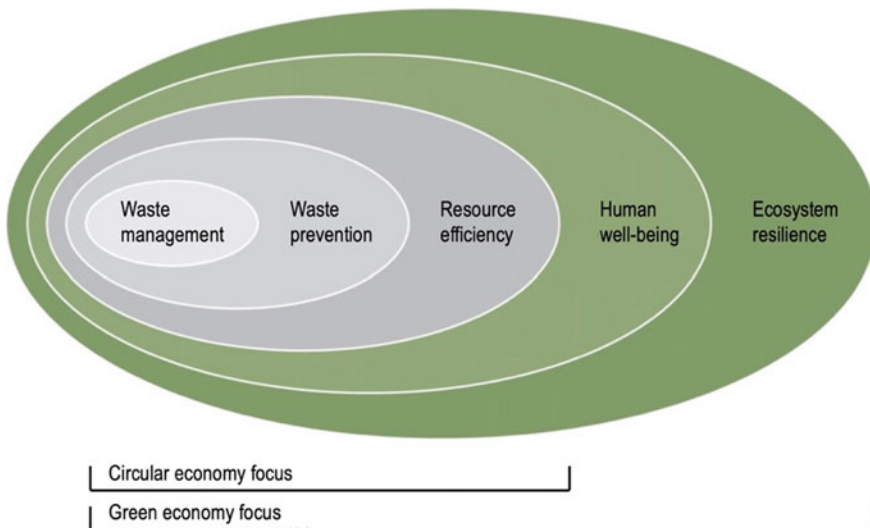 Waste
management
Waste
prevention
Resource
efficiency
Human
well-being
Ecosystem
resilience
Circular economy focus
Green economy focus